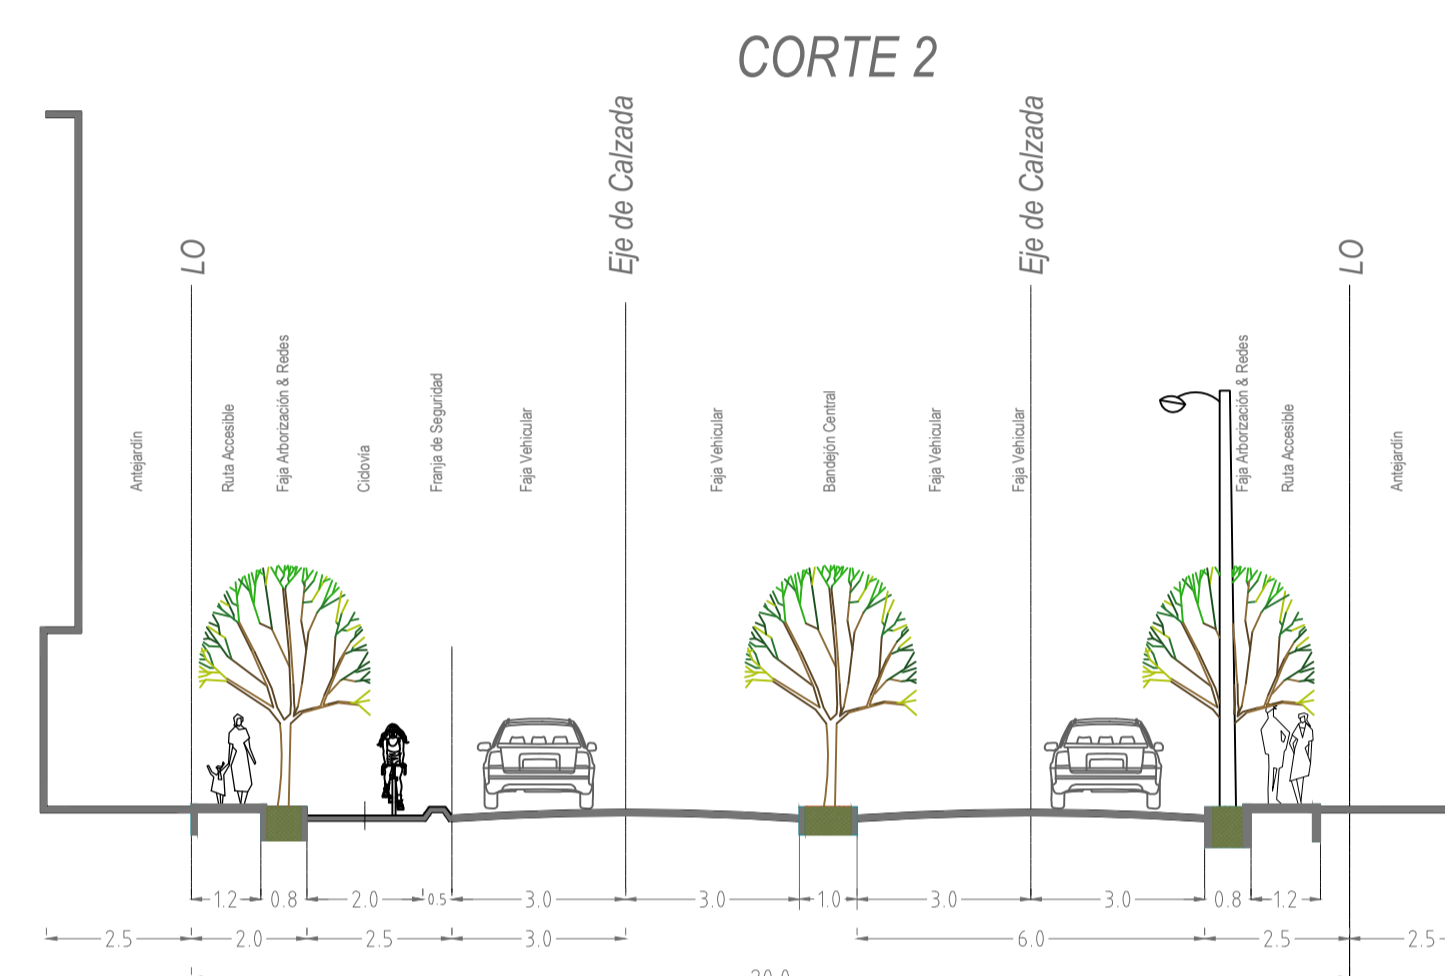 CORTE 2
LO
Eje de Calzada
Eje de Calzada
LO
Antejardín
Ruta Accesible
Faja Arborización & Redes
Ciclovía
Franja de Seguridad
Faja Vehicular
Faja Vehicular
Bandejón Central
Faja Vehicular
Faja Vehicular
Faja Arborización & Redes
Ruta Accesible
Antejardín
1.2 0.8 2.0 0.5 3.0 3.0 1.0 3.0 3.0 0.8 1.2
2.5 2.0 2.5 3.0 6.0 2.5 2.5